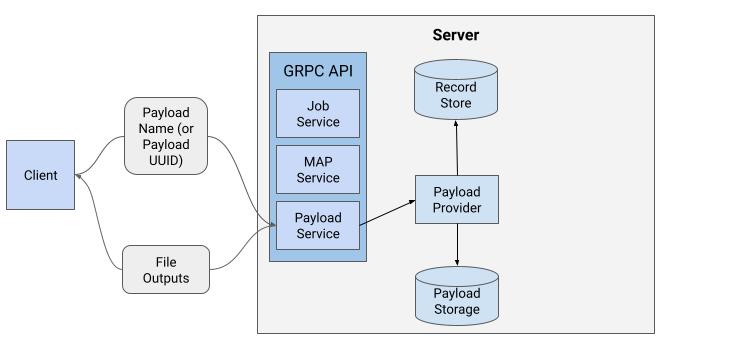 Server
GRPC API
Job
Service
MAP
Service
Payload
Service
Record
Store
Payload
Provider
Payload
Storage
Payload
Name (or
Payload
UUID)
Client
File
Outputs